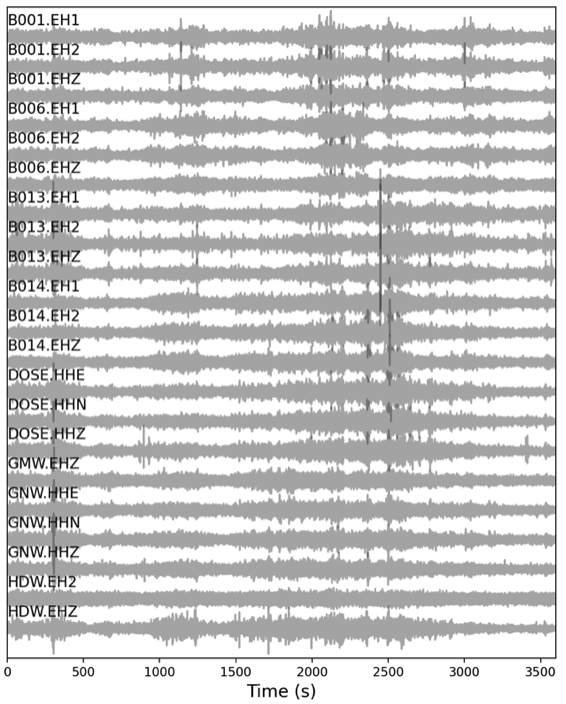 B001.EH1
B001.EH2
B001.EHZ
B006.EH1
B006.EH2
B006.EHZ
B013.EH1
B013.EH2
B013.EHZ
B014.EH1
B014.EH2
B014.EHZ
DOSE.HHE
DOSE.HHN
DOSE.HHZ
GMW.EHZ
GNW.HHE
GNW.HHN
GNW.HHZ
HDW.EH2
HDW.EHZ
0 500 1000 1500 2000 2500 3000 3500
Time (s)